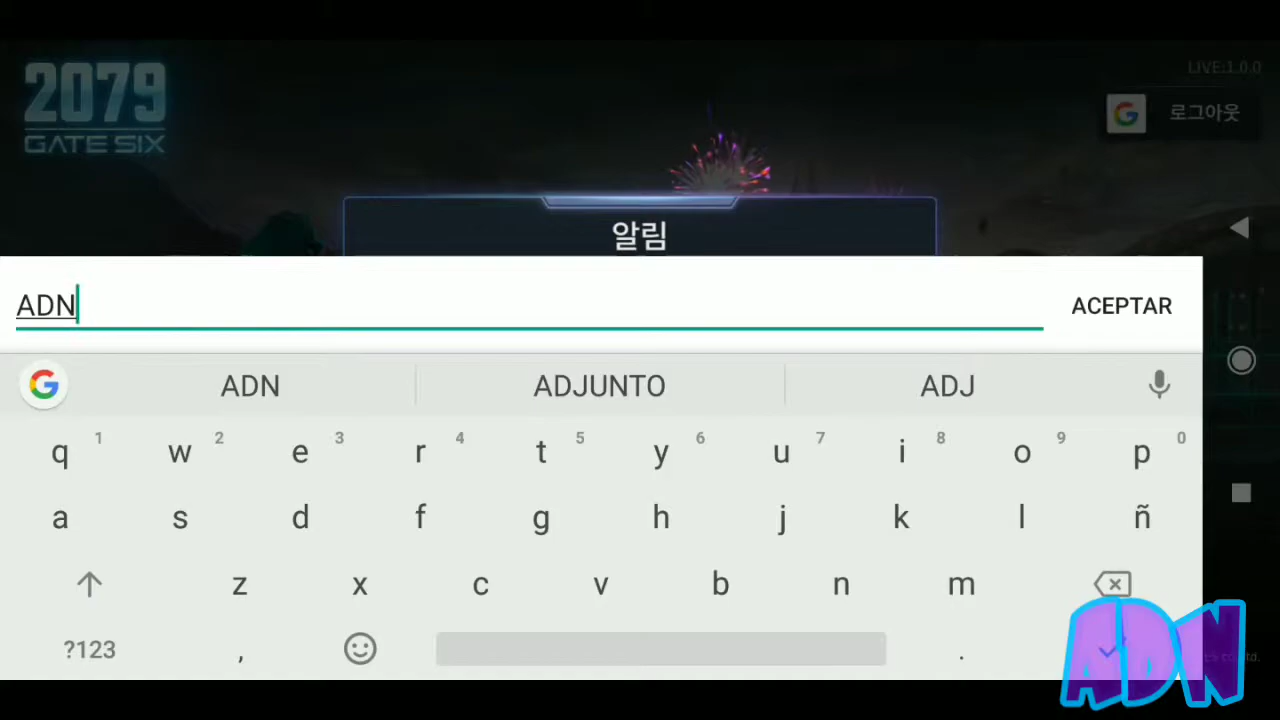 2079
GATE SIX
LIVE:1.0.0
로그아웃
알림
ADN
ACEPTAR
ADN ADJUNTO ADJ
q 1 w 2 e 3 r 4 t 5 y 6 u 7 i 8 o 9 p 0
a s d f g h j k l ñ
z x c v b n m
?123 , .
ADN